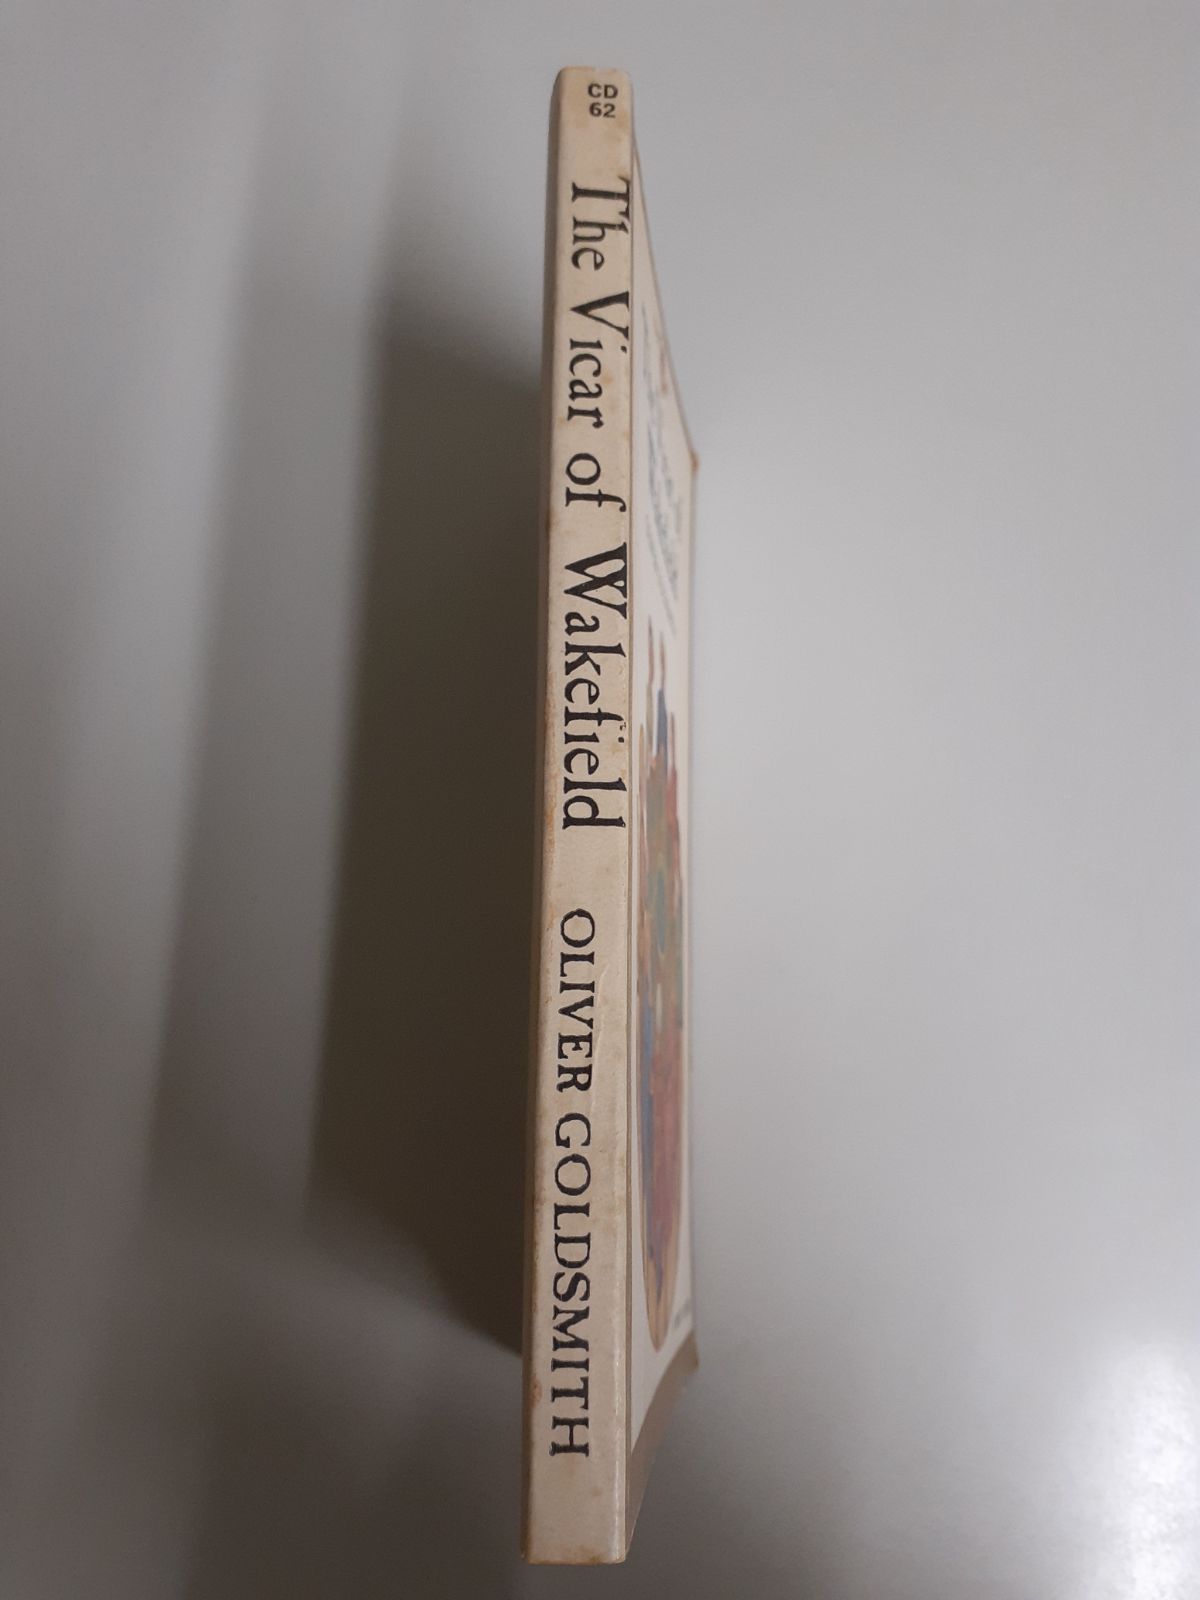 CD
62
The Vicar of Wakefield
OLIVER GOLDSMITH